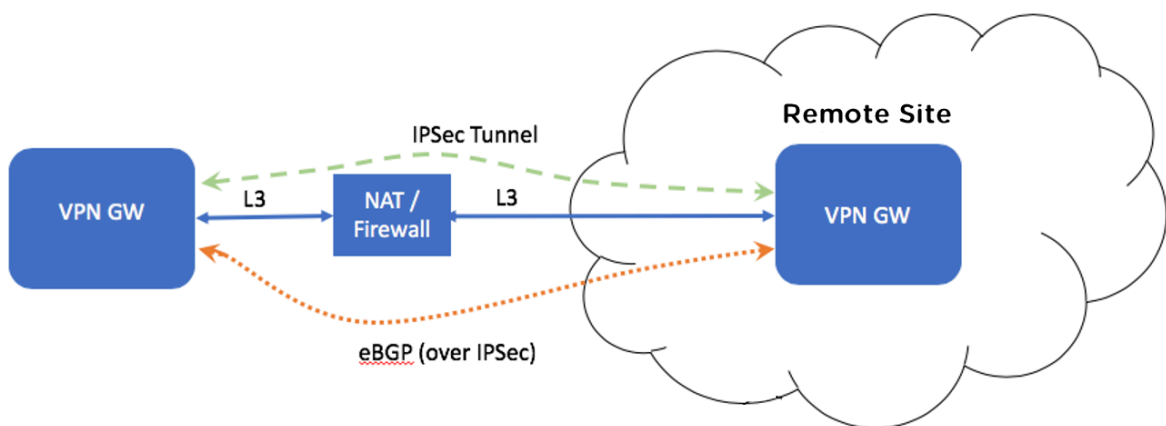 Remote Site
IPSec Tunnel
VPN GW
L3
NAT /
Firewall
L3
VPN GW
eBGP (over IPSec)